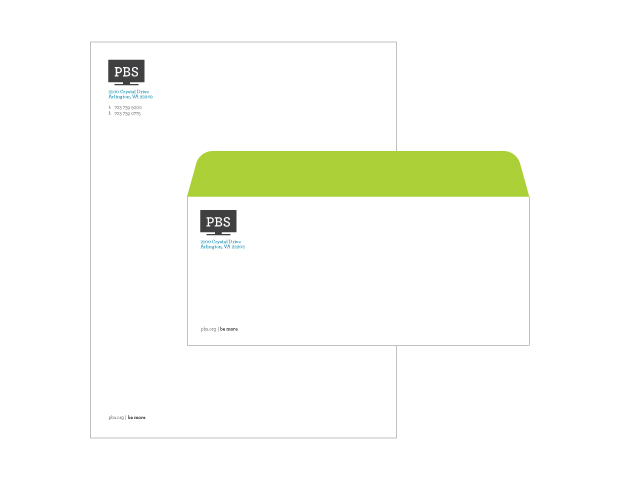 PBS
2100 Crystal Drive
Arlington, VA 22202
t 703 739 5000
f 703 739 0775
PBS
2100 Crystal Drive
Arlington, VA 22202
pbs.org | be more
pbs.org | be more